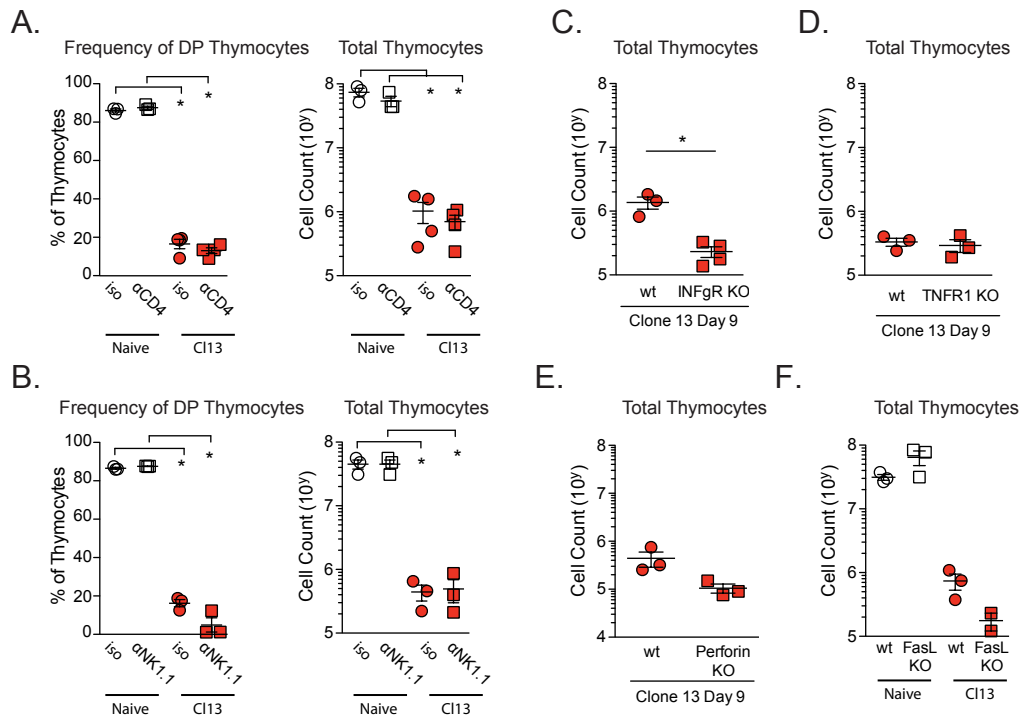 A.
Frequency of DP Thymocytes
% of Thymocytes
100
80
60
40
20
0
* *
iso αCD4 iso αCD4
Naive Cl13
Total Thymocytes
Cell Count (10ʸ)
8
7
6
5
* *
iso αCD4 iso αCD4
Naive Cl13
C.
Total Thymocytes
Cell Count (10ʸ)
8
7
6
5
*
wt INFgR KO
Clone 13 Day 9
D.
Total Thymocytes
Cell Count (10ʸ)
8
7
6
5
wt TNFR1 KO
Clone 13 Day 9
B.
Frequency of DP Thymocytes
% of Thymocytes
100
80
60
40
20
0
* *
iso αNK1.1 iso αNK1.1
Naive Cl13
Total Thymocytes
Cell Count (10ʸ)
8
7
6
5
* *
iso αNK1.1 iso αNK1.1
Naive Cl13
E.
Total Thymocytes
Cell Count (10ʸ)
8
7
6
5
4
wt Perforin
KO
Clone 13 Day 9
F.
Total Thymocytes
Cell Count (10ʸ)
8
7
6
5
wt FasL wt FasL
KO KO
Naive Cl13